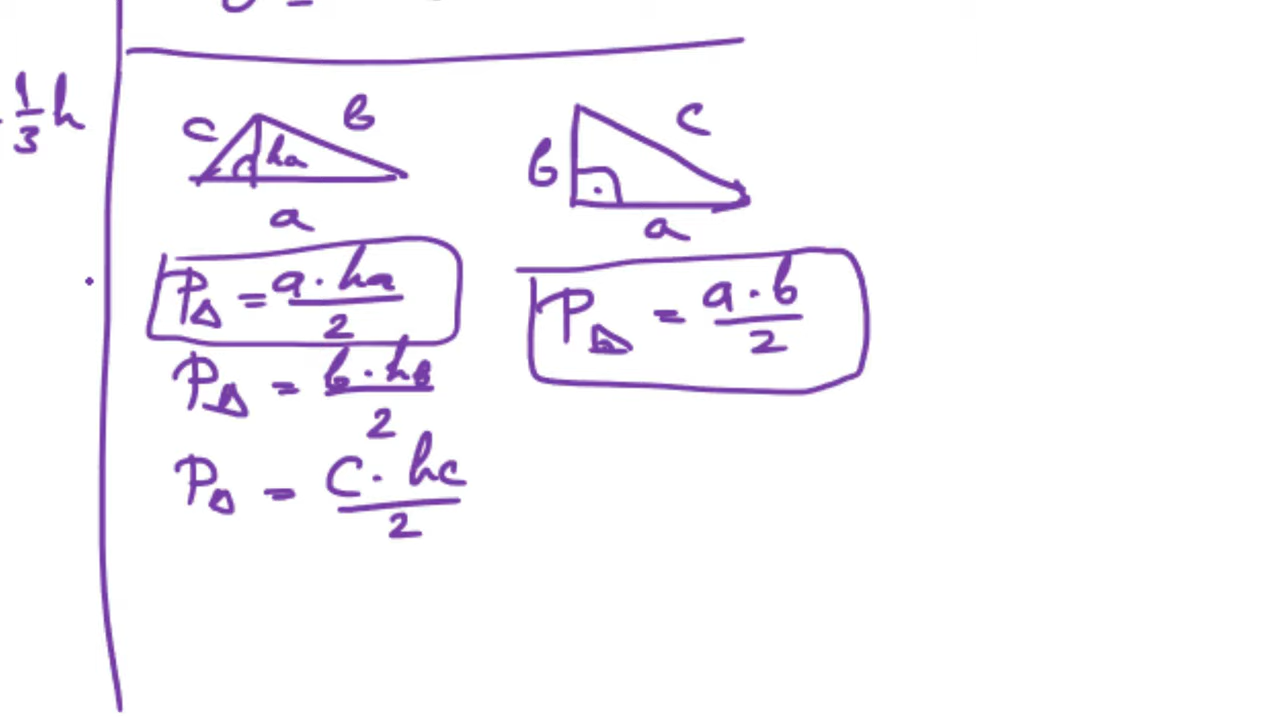 1/3 h
c b ha a
b c a
P△ = a · ha / 2
P△ = b · hb / 2
P△ = c · hc / 2
P◺ = a · b / 2